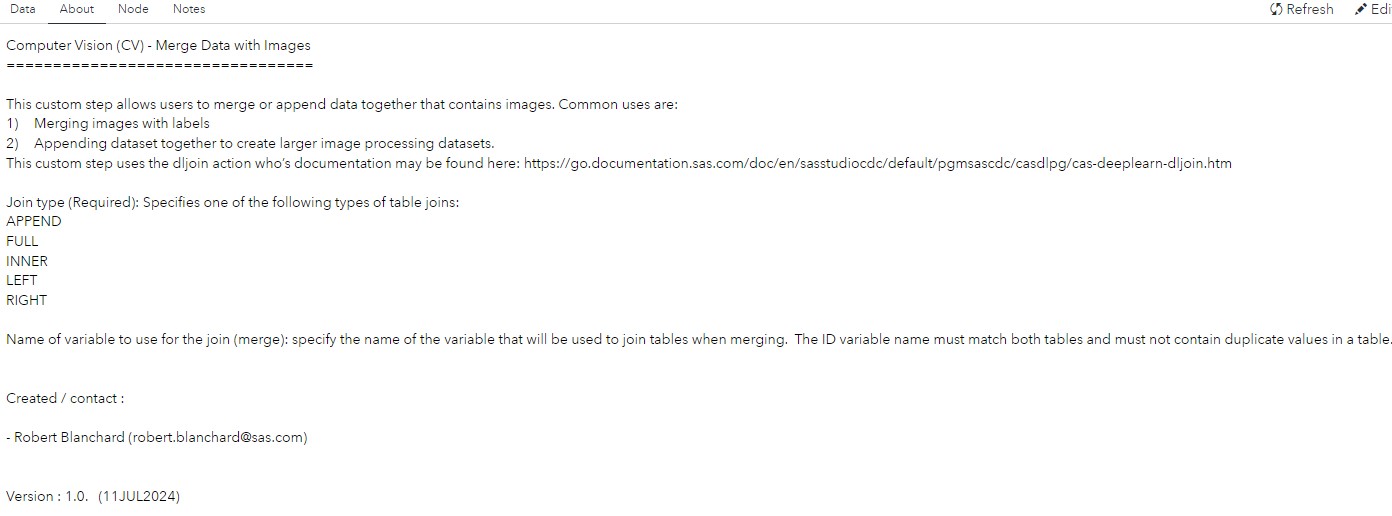 Data About Node Notes Refresh Edi
Computer Vision (CV) - Merge Data with Images
=================================
This custom step allows users to merge or append data together that contains images. Common uses are:
1) Merging images with labels
2) Appending dataset together to create larger image processing datasets.
This custom step uses the dljoin action who's documentation may be found here: https://go.documentation.sas.com/doc/en/sasstudiocdc/default/pgmsascdc/casdlpg/cas-deeplearn-dljoin.htm
Join type (Required): Specifies one of the following types of table joins:
APPEND
FULL
INNER
LEFT
RIGHT
Name of variable to use for the join (merge): specify the name of the variable that will be used to join tables when merging. The ID variable name must match both tables and must not contain duplicate values in a table.
Created / contact :
- Robert Blanchard (robert.blanchard@sas.com)
Version : 1.0. (11JUL2024)